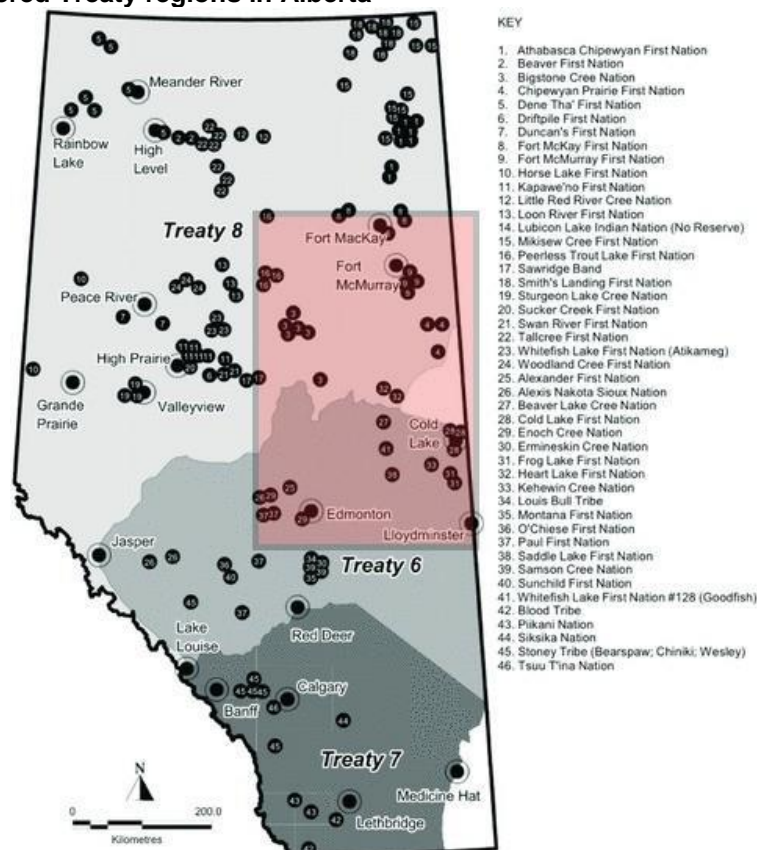 ered Treaty regions in Alberta
KEY
1. Athabasca Chipewyan First Nation
2. Beaver First Nation
3. Bigstone Cree Nation
4. Chipewyan Prairie First Nation
5. Dene Tha' First Nation
6. Driftpile First Nation
7. Duncan's First Nation
8. Fort McKay First Nation
9. Fort McMurray First Nation
10. Horse Lake First Nation
11. Kapawe'no First Nation
12. Little Red River Cree Nation
13. Loon River First Nation
14. Lubicon Lake Indian Nation (No Reserve)
15. Mikisew Cree First Nation
16. Peerless Trout Lake First Nation
17. Sawridge Band
18. Smith's Landing First Nation
19. Sturgeon Lake Cree Nation
20. Sucker Creek First Nation
21. Swan River First Nation
22. Tallcree First Nation
23. Whitefish Lake First Nation (Atikameg)
24. Woodland Cree First Nation
25. Alexander First Nation
26. Alexis Nakota Sioux Nation
27. Beaver Lake Cree Nation
28. Cold Lake First Nation
29. Enoch Cree Nation
30. Ermineskin Cree Nation
31. Frog Lake First Nation
32. Heart Lake First Nation
33. Kehewin Cree Nation
34. Louis Bull Tribe
35. Montana First Nation
36. O'Chiese First Nation
37. Paul First Nation
38. Saddle Lake First Nation
39. Samson Cree Nation
40. Sunchild First Nation
41. Whitefish Lake First Nation #128 (Goodfish)
42. Blood Tribe
43. Piikani Nation
44. Siksika Nation
45. Stoney Tribe (Bearspaw; Chiniki; Wesley)
46. Tsuu T'ina Nation
Meander River
Rainbow
Lake
High
Level
Treaty 8
Fort MacKay
Fort
McMurray
Peace River
High Prairie
Grande
Prairie
Valleyview
Cold
Lake
Edmonton
Lloydminster
Jasper
Treaty 6
Lake
Louise
Red Deer
Banff
Calgary
Treaty 7
Medicine Hat
Lethbridge
N
0
200.0
Kilometres